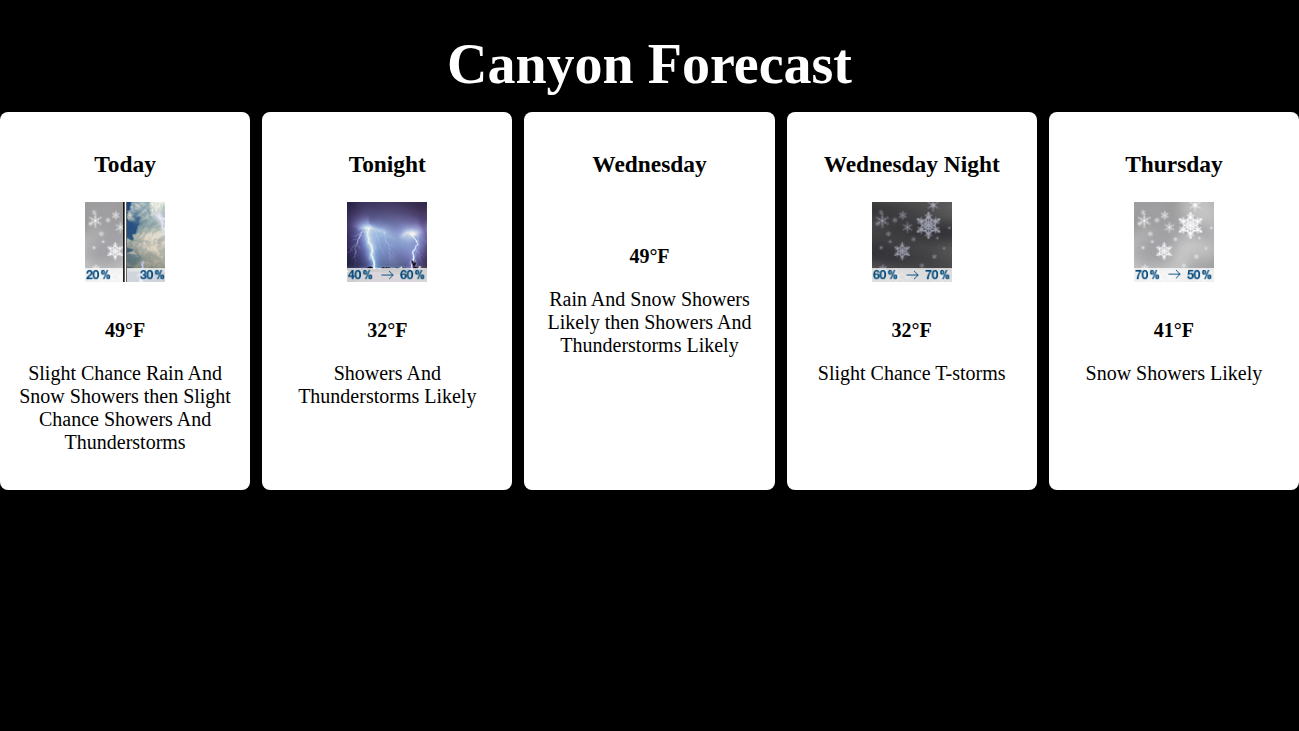 Canyon Forecast
Today
20% 30%
49°F
Slight Chance Rain And
Snow Showers then Slight
Chance Showers And
Thunderstorms
Tonight
40% → 60%
32°F
Showers And
Thunderstorms Likely
Wednesday
49°F
Rain And Snow Showers
Likely then Showers And
Thunderstorms Likely
Wednesday Night
60% → 70%
32°F
Slight Chance T-storms
Thursday
70% → 50%
41°F
Snow Showers Likely